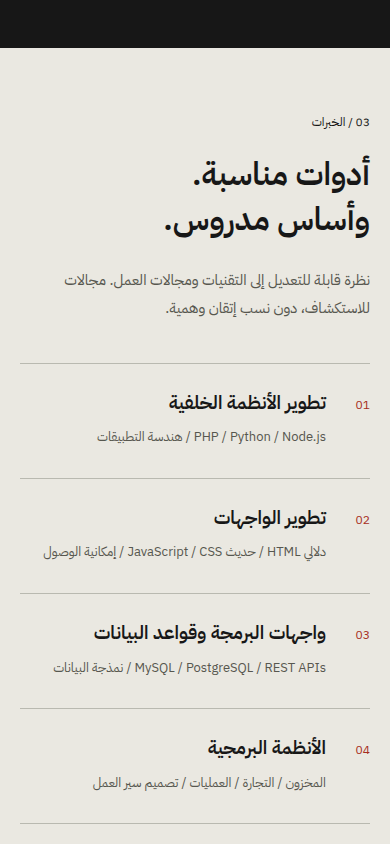 03 / الخبرات
أدوات مناسبة.
وأساس مدروس.
نظرة قابلة للتعديل إلى التقنيات ومجالات العمل. مجالات
للاستكشاف، دون نسب إتقان وهمية.
01
تطوير الأنظمة الخلفية
Node.js / Python / PHP / هندسة التطبيقات
02
تطوير الواجهات
HTML دلالي / CSS حديث / JavaScript / إمكانية الوصول
03
واجهات البرمجة وقواعد البيانات
REST APIs / PostgreSQL / MySQL / نمذجة البيانات
04
الأنظمة البرمجية
المخزون / التجارة / العمليات / تصميم سير العمل